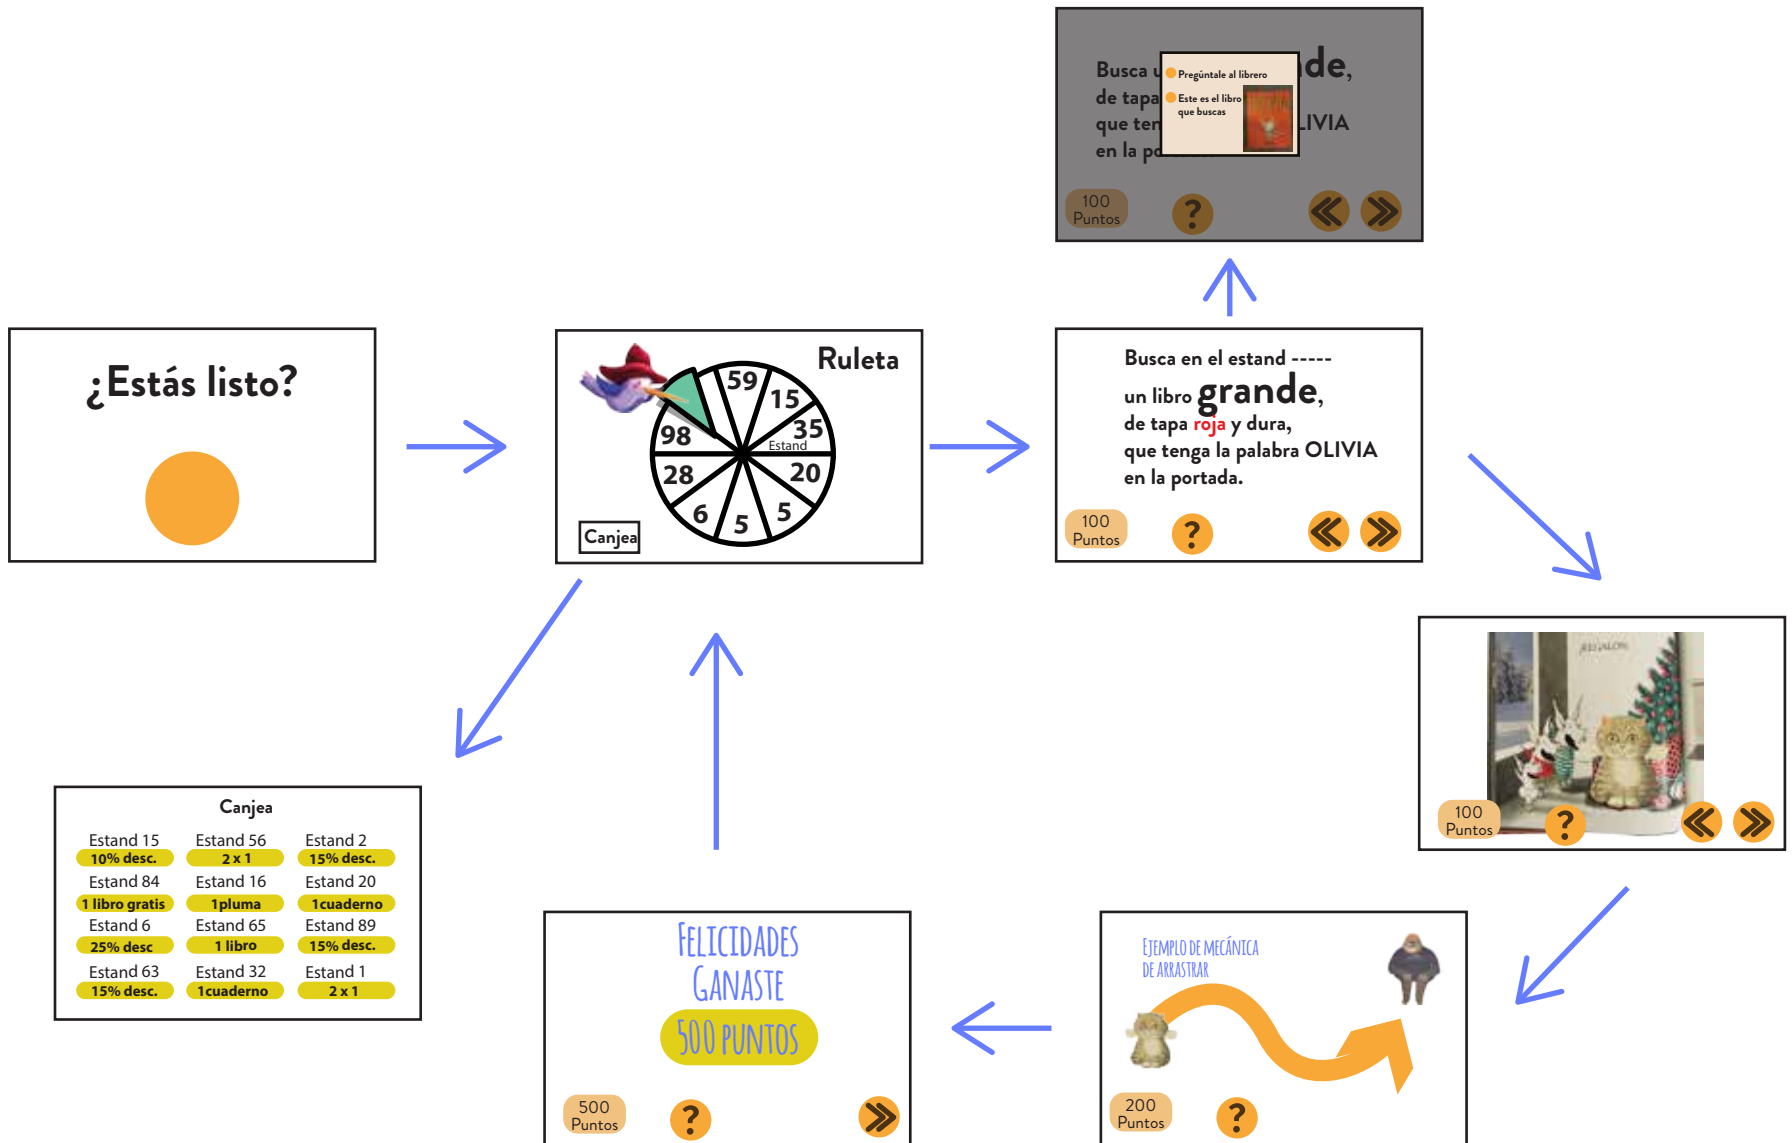 Busca u
de,
de tapa
que ten
LIVIA
en la po
Pregúntale al librero
Este es el libro
que buscas
100
Puntos
?
¿Estás listo?
Ruleta
59
15
35
Estand
20
5
5
6
28
98
Canjea
Busca en el estand -----
un libro grande,
de tapa roja y dura,
que tenga la palabra OLIVIA
en la portada.
100
Puntos
?
¡REGALOS!
100
Puntos
?
Canjea
Estand 15 Estand 56 Estand 2
10% desc. 2 x 1 15% desc.
Estand 84 Estand 16 Estand 20
1 libro gratis 1pluma 1cuaderno
Estand 6 Estand 65 Estand 89
25% desc 1 libro 15% desc.
Estand 63 Estand 32 Estand 1
15% desc. 1cuaderno 2 x 1
FELICIDADES
GANASTE
500 PUNTOS
500
Puntos
?
EJEMPLO DE MECÁNICA
DE ARRASTRAR
200
Puntos
?